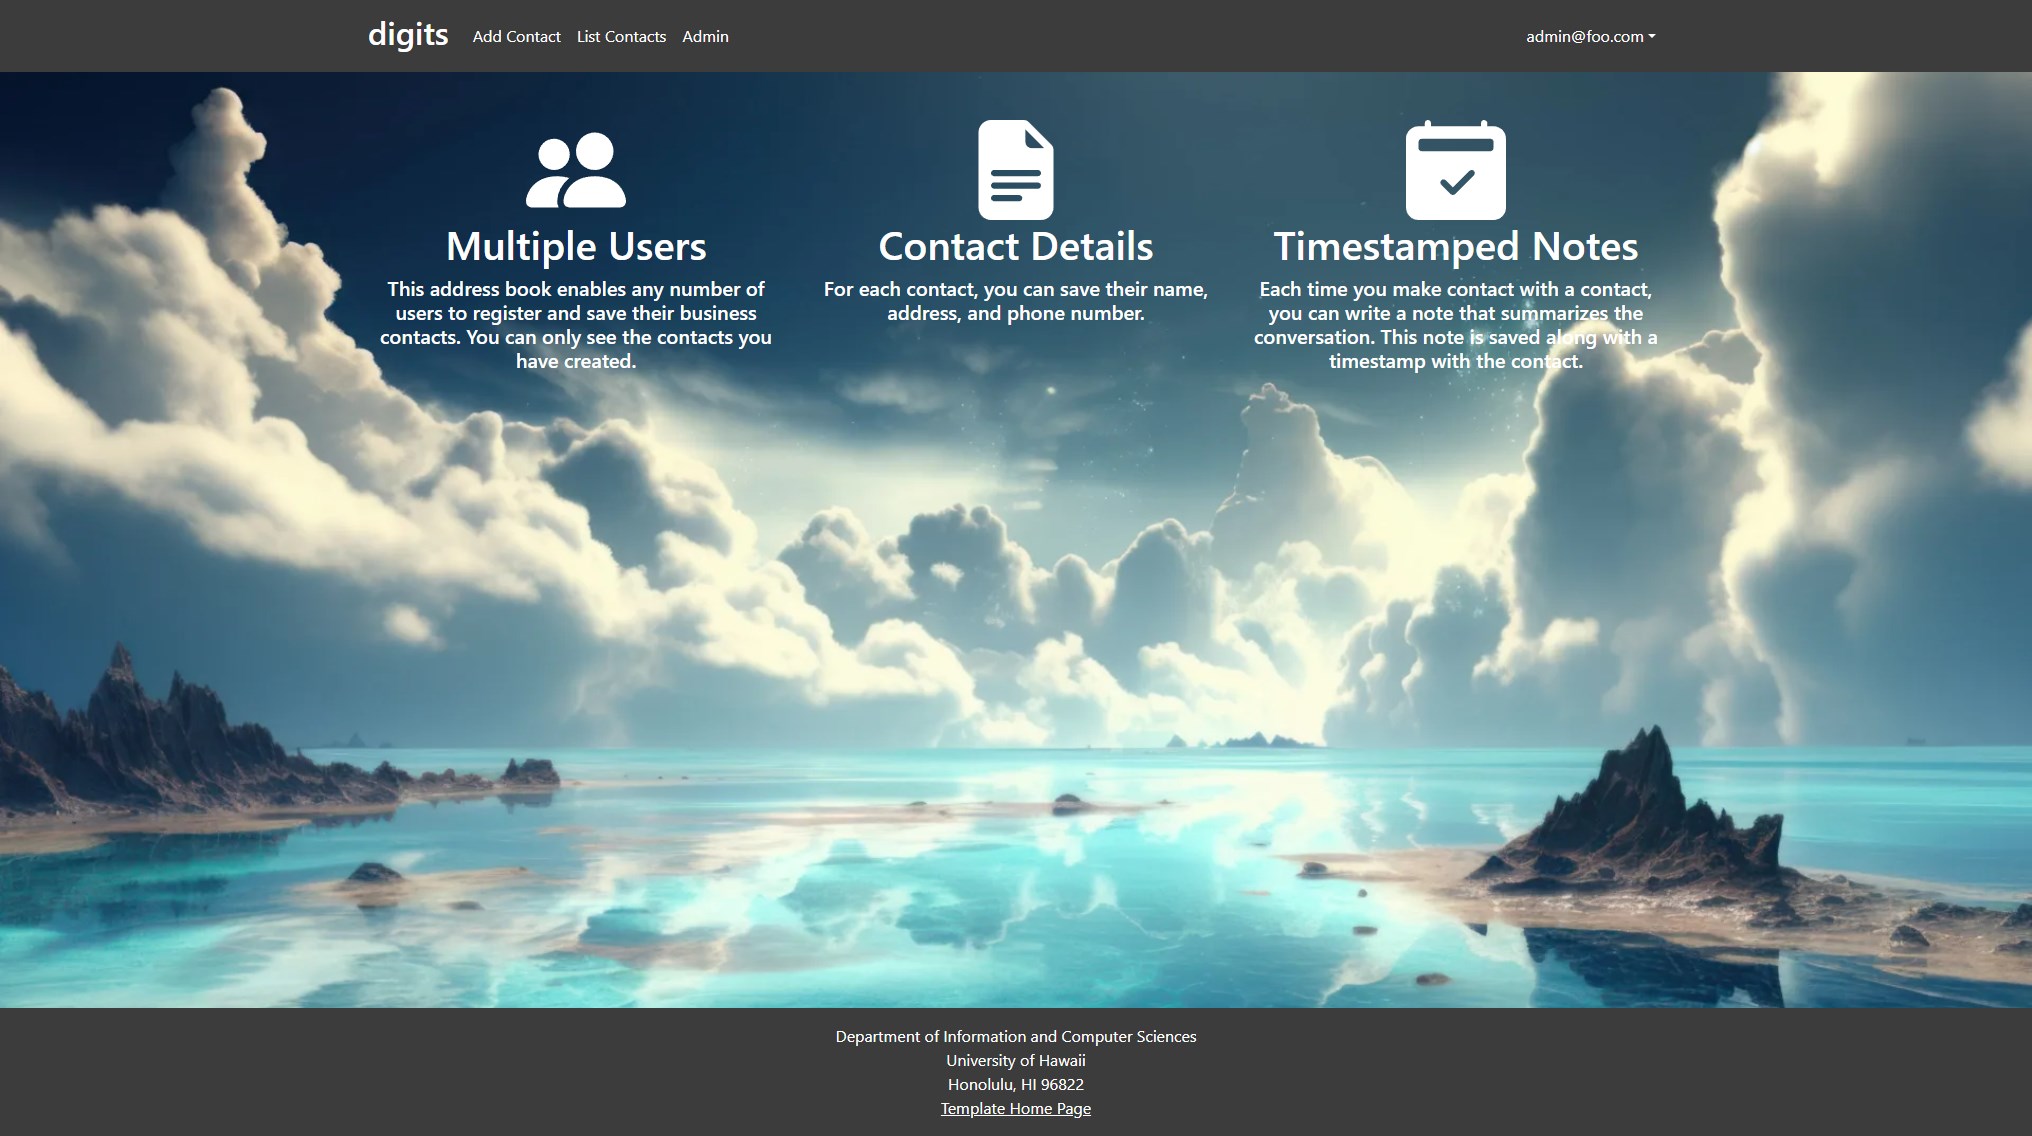 digits
Add Contact
List Contacts
Admin
admin@foo.com
Multiple Users
This address book enables any number of
users to register and save their business
contacts. You can only see the contacts you
have created.
Contact Details
For each contact, you can save their name,
address, and phone number.
Timestamped Notes
Each time you make contact with a contact,
you can write a note that summarizes the
conversation. This note is saved along with a
timestamp with the contact.
Department of Information and Computer Sciences
University of Hawaii
Honolulu, HI 96822
Template Home Page